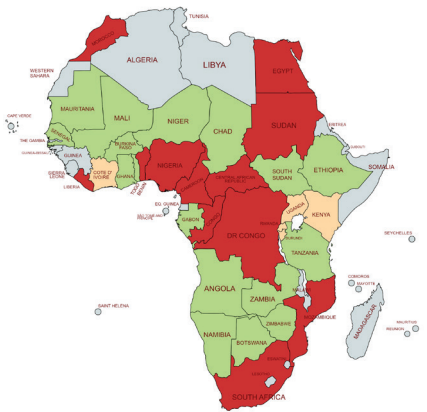 TUNISIA
MOROCCO
ALGERIA
LIBYA
EGYPT
WESTERN
SAHARA
CAPE VERDE
MAURITANIA
MALI
NIGER
CHAD
SUDAN
ERITREA
SENEGAL
THE GAMBIA
BURKINA
FASO
DJIBOUTI
GUINEA
SIERRA
LEONE
LIBERIA
COTE D'
IVOIRE
GHANA
TOGO
BENIN
NIGERIA
CAMEROON
CENTRAL AFRICAN
REPUBLIC
SOUTH
SUDAN
ETHIOPIA
SOMALIA
EQ. GUINEA
GABON
CONGO
DR CONGO
UGANDA
KENYA
BURUNDI
TANZANIA
SEYCHELLES
COMOROS
MAYOTTE
SAINT HELENA
ANGOLA
ZAMBIA
MALAWI
MOZAMBIQUE
MADAGASCAR
MAURITIUS
REUNION
ZIMBABWE
NAMIBIA
BOTSWANA
SOUTH AFRICA